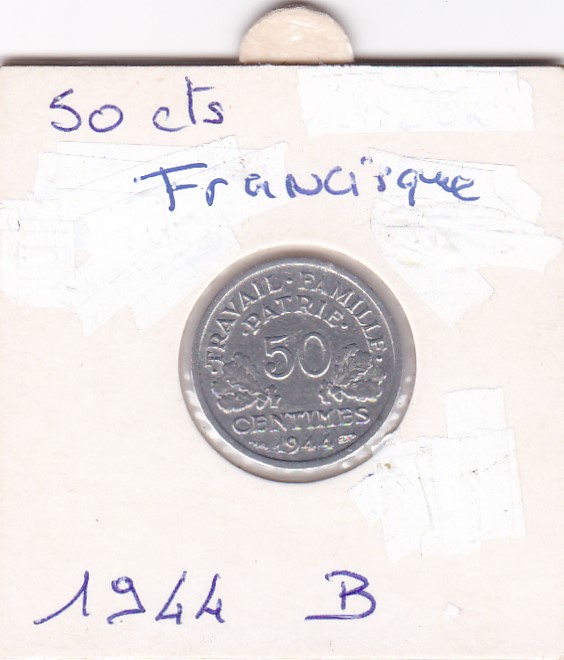 50 cts
Francisque
·TRAVAIL·FAMILLE·
·PATRIE·
50
CENTIMES
1944
1944 B